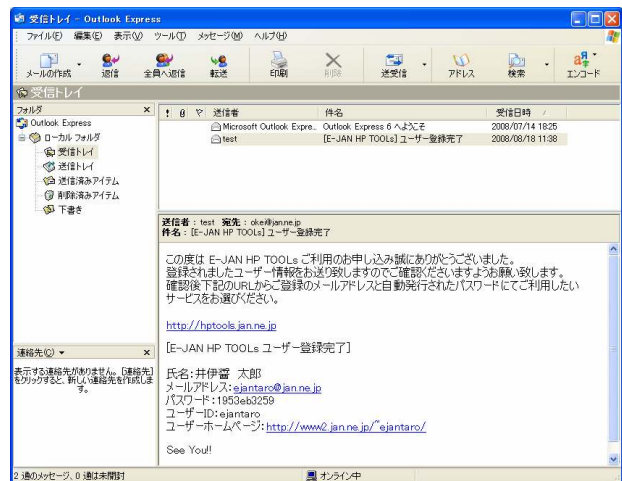 受信トレイ - Outlook Express
ファイル(F) 編集(E) 表示(V) ツール(T) メッセージ(M) ヘルプ(H)
メールの作成 返信 全員へ返信 転送 印刷 削除 送受信 アドレス 検索 エンコード
受信トレイ
フォルダ ×
Outlook Express
ローカル フォルダ
受信トレイ
送信トレイ
送信済みアイテム
削除済みアイテム
下書き
! 送信者 件名 受信日時
Microsoft Outlook Expre... Outlook Express 6 へようこそ 2008/07/14 18:25
test [E-JAN HP TOOLs] ユーザー登録完了 2008/08/18 11:38
送信者: test 宛先: okei@jan.ne.jp
件名: [E-JAN HP TOOLs] ユーザー登録完了
この度は E-JAN HP TOOLs ご利用のお申し込み誠にありがとうございました。
登録されましたユーザー情報をお送り致しますのでご確認くださいますようお願い致します。
確認後下記のURLからご登録のメールアドレスと自動発行されたパスワードにてご利用したい
サービスをお選びください。
http://hptools.jan.ne.jp
[E-JAN HP TOOLs ユーザー登録完了]
氏名:井伊晢 太郎
メールアドレス:ejantaro@jan.ne.jp
パスワード:1953eb3259
ユーザーID:ejantaro
ユーザーホームページ:http://www2.jan.ne.jp/~ejantaro/
See You!!
連絡先(C) ×
表示する連絡先がありません。[連絡先]
をクリックすると、新しい連絡先を作成しま
す。
2 通のメッセージ、0 通は未開封 オンライン中